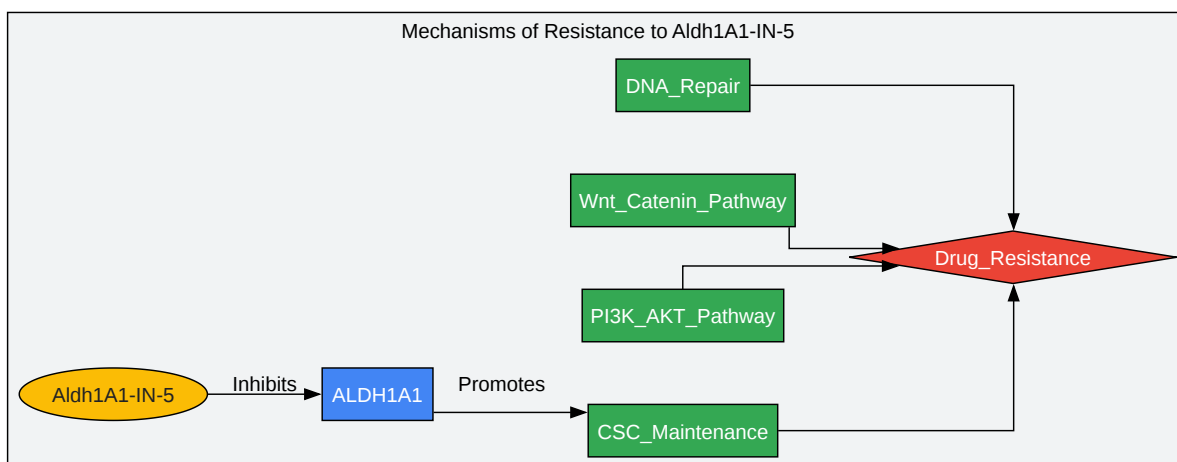 Mechanisms of Resistance to Aldh1A1-IN-5
DNA_Repair
Wnt_Catenin_Pathway
Drug_Resistance
PI3K_AKT_Pathway
Aldh1A1-IN-5
Inhibits
ALDH1A1
Promotes
CSC_Maintenance